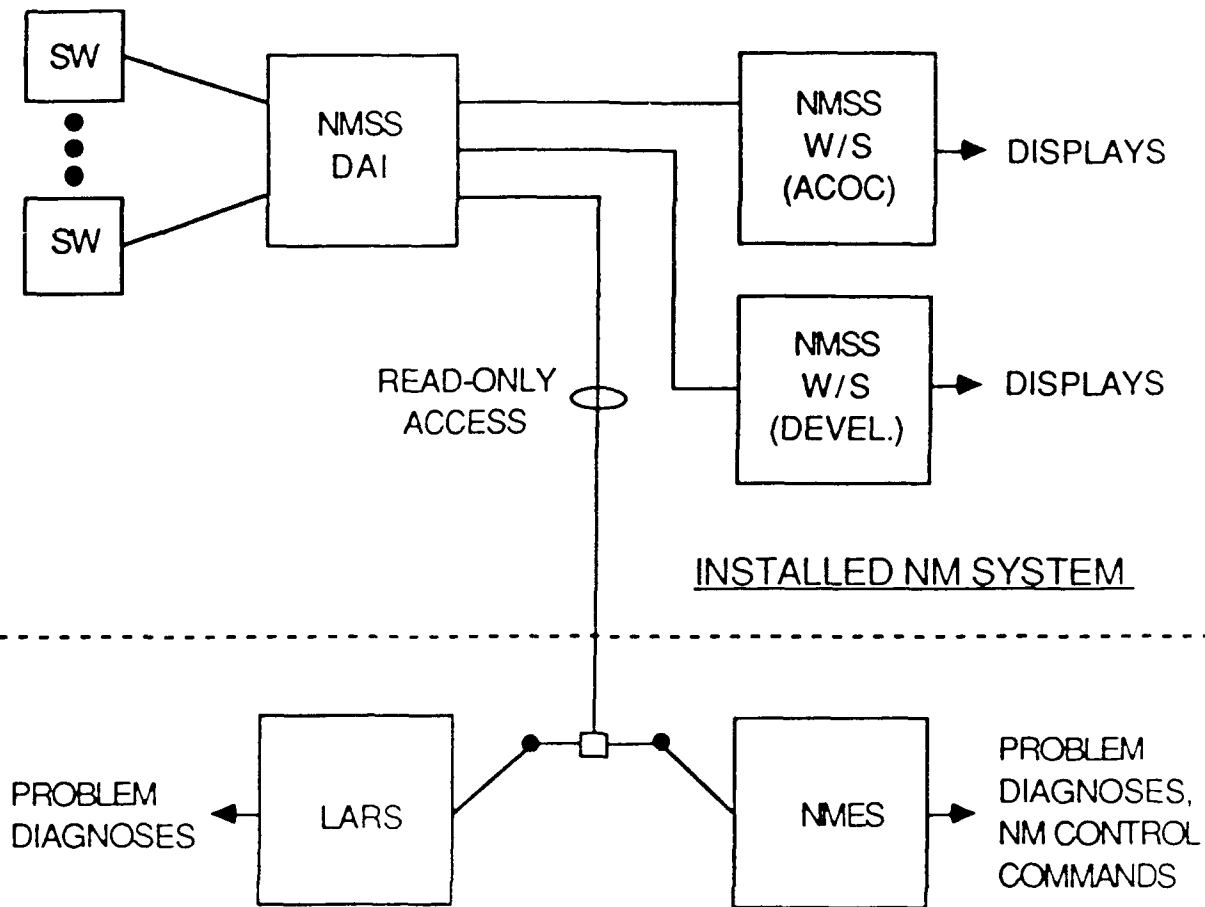 SW
SW
NMSS
DAI
NMSS
W/S
(ACOC)
DISPLAYS
NMSS
W/S
(DEVEL.)
DISPLAYS
READ-ONLY
ACCESS
INSTALLED NM SYSTEM
PROBLEM
DIAGNOSES
LARS
NMES
PROBLEM
DIAGNOSES,
NM CONTROL
COMMANDS